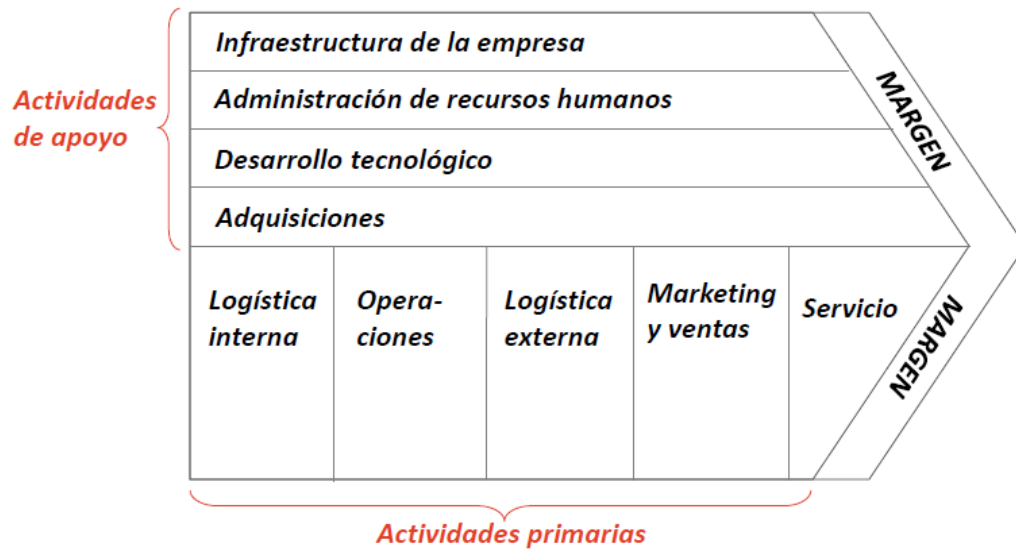 Actividades
de apoyo
Infraestructura de la empresa
Administración de recursos humanos
Desarrollo tecnológico
Adquisiciones
MARGEN
Logística
interna
Opera-
ciones
Logística
externa
Marketing
y ventas
Servicio
MARGEN
Actividades primarias